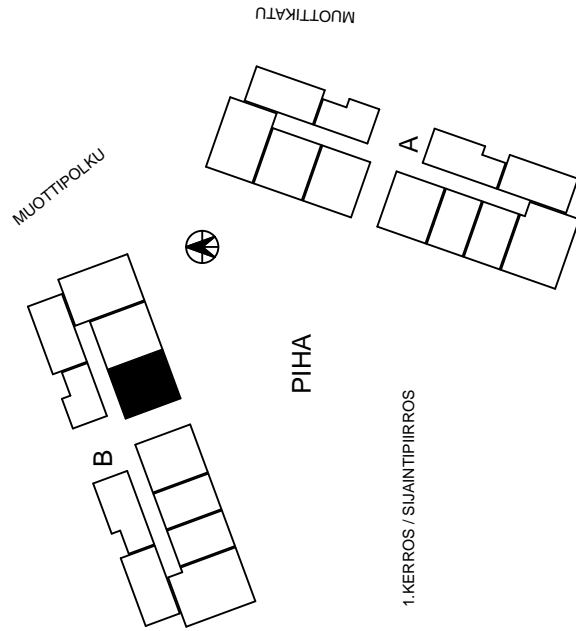 MUOTTIKATU
MUOTTIPOLKU
A
PIHA
B
1.KERROS / SIJAINTIPIIRROS